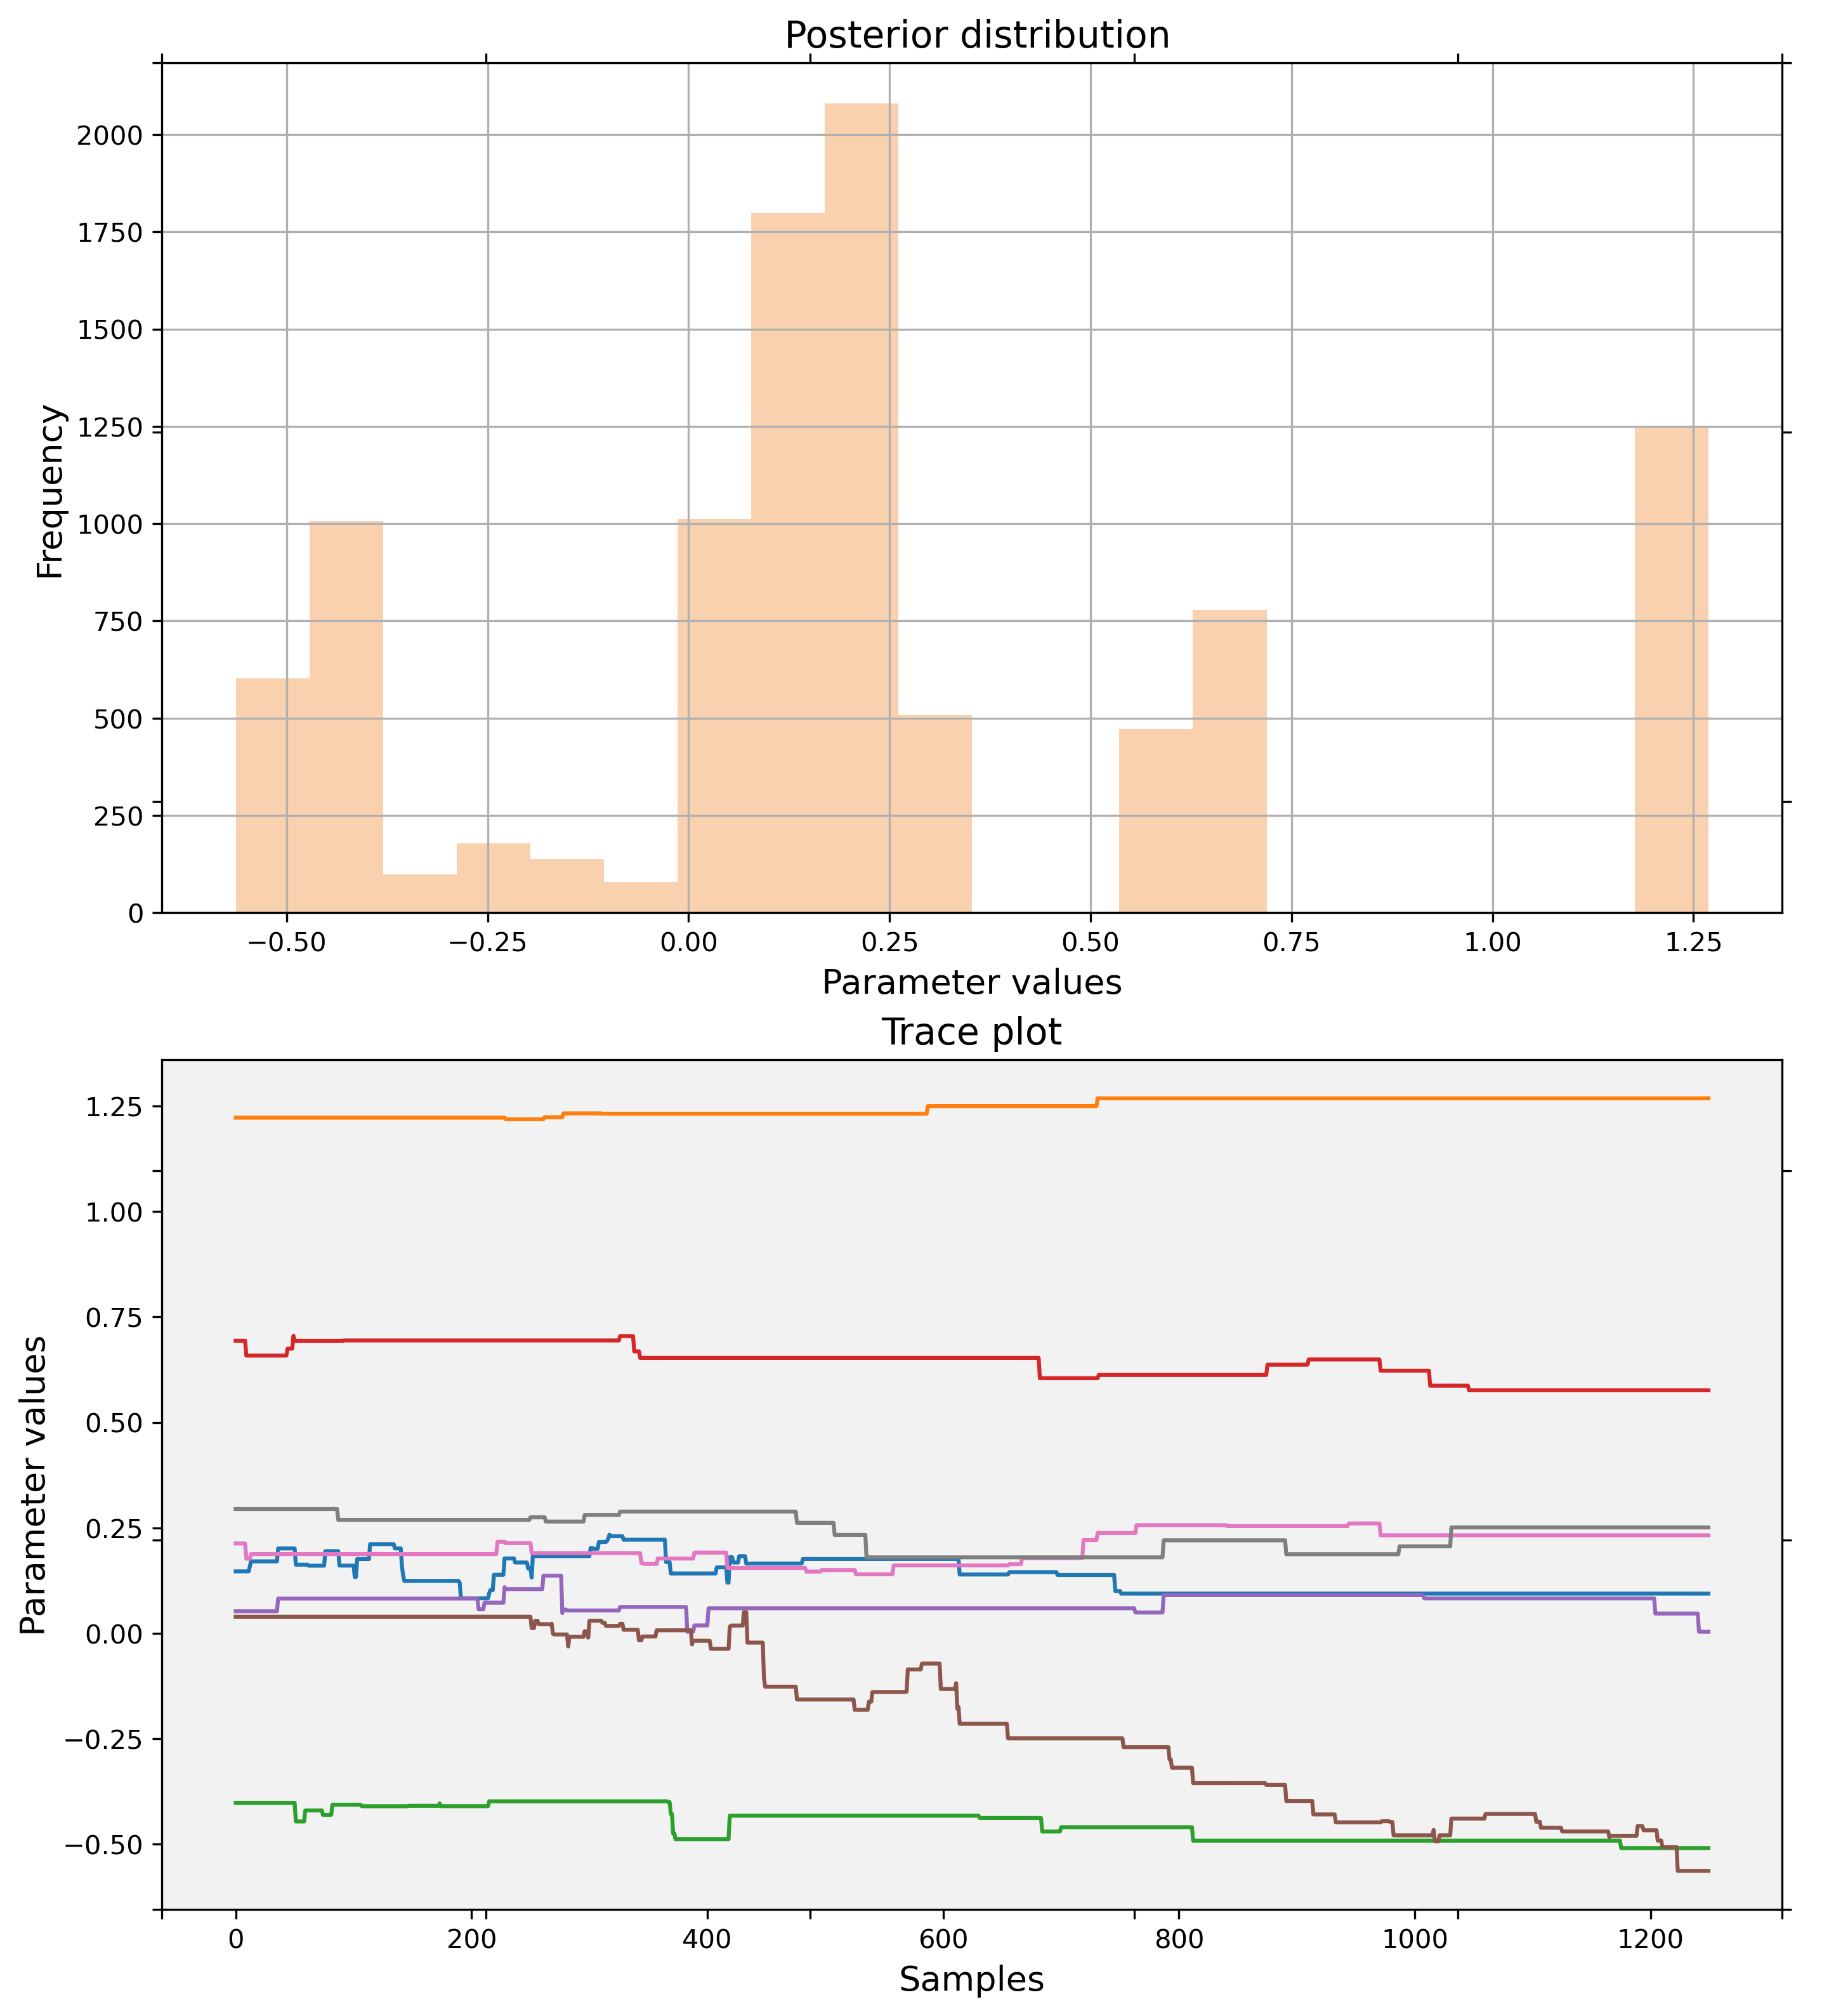 Posterior distribution
2000
1750
1500
1250
1000
750
500
250
0
Frequency
−0.50 −0.25 0.00 0.25 0.50 0.75 1.00 1.25
Parameter values
Trace plot
1.25
1.00
0.75
0.50
0.25
0.00
−0.25
−0.50
Parameter values
0 200 400 600 800 1000 1200
Samples